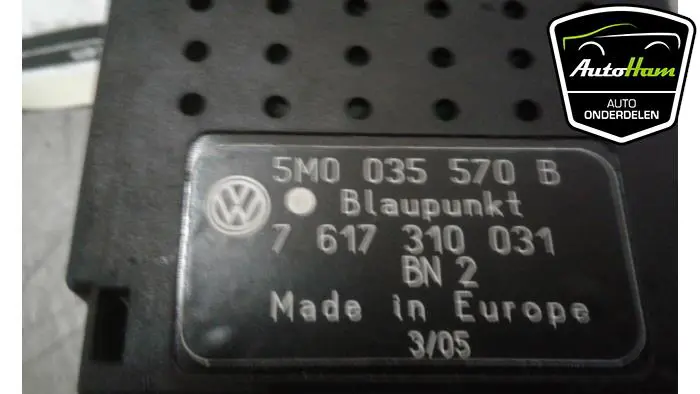 AutoHam
AUTO
ONDERDELEN
5M0 035 570 B
Blaupunkt
7 617 310 031
BN 2
Made in Europe
3/05